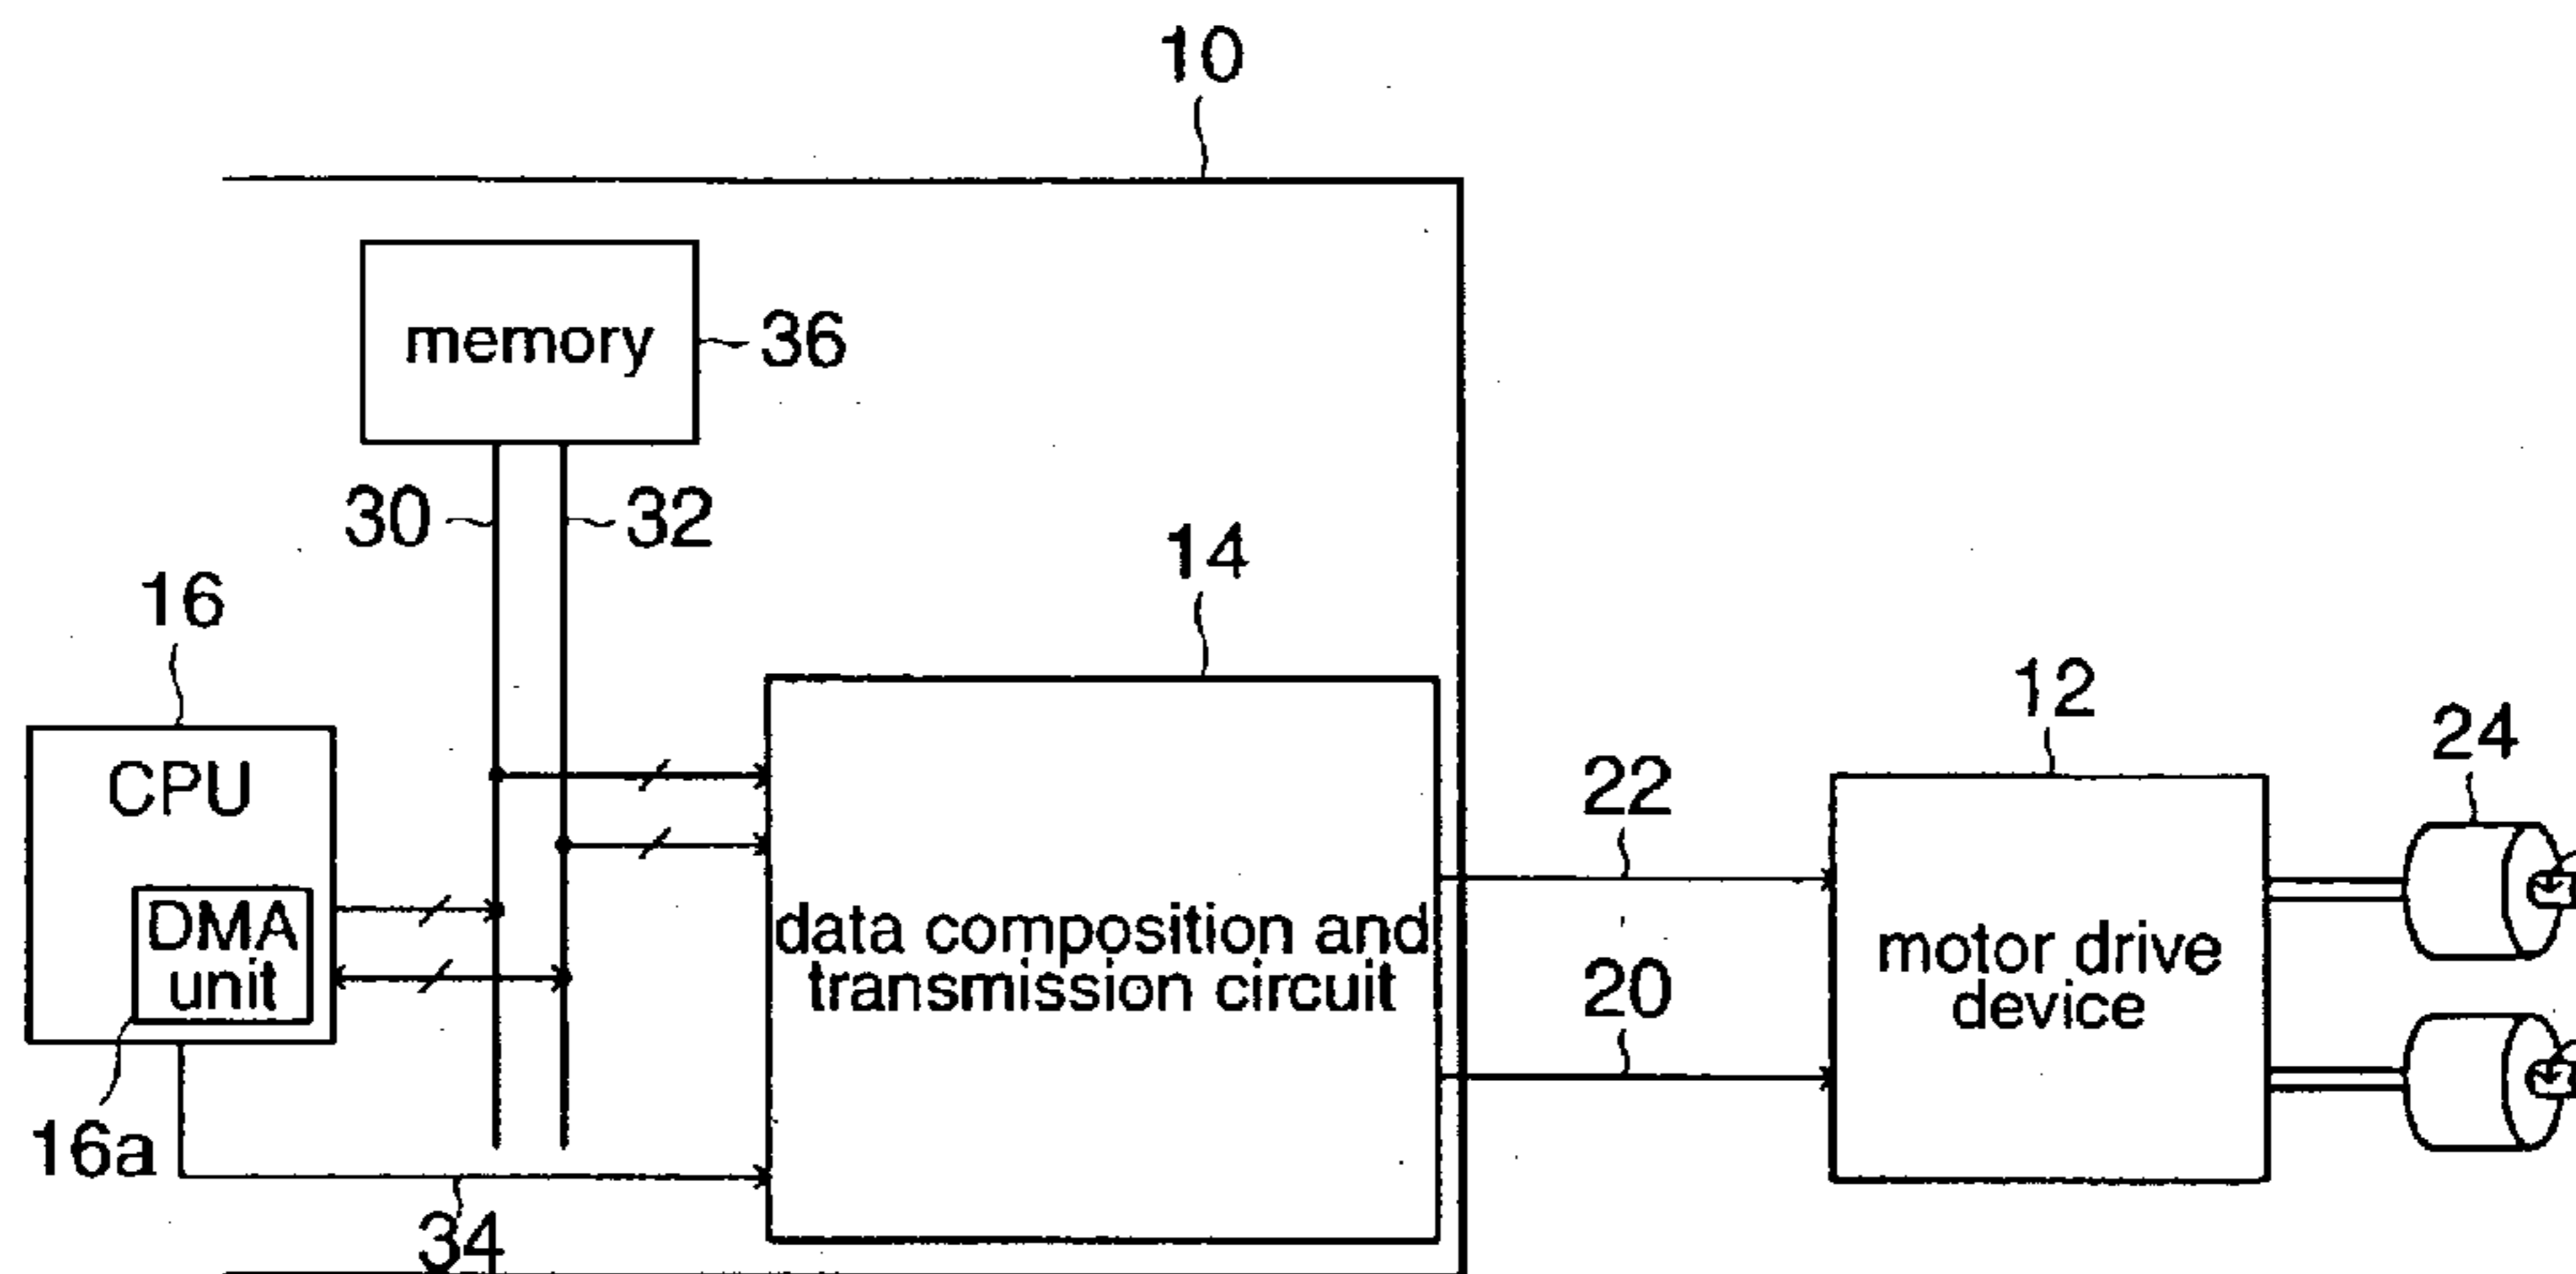 10
memory
36
30
32
14
16
12
24
CPU
22
DMA
unit
data composition and
transmission circuit
motor drive
device
20
16a
34